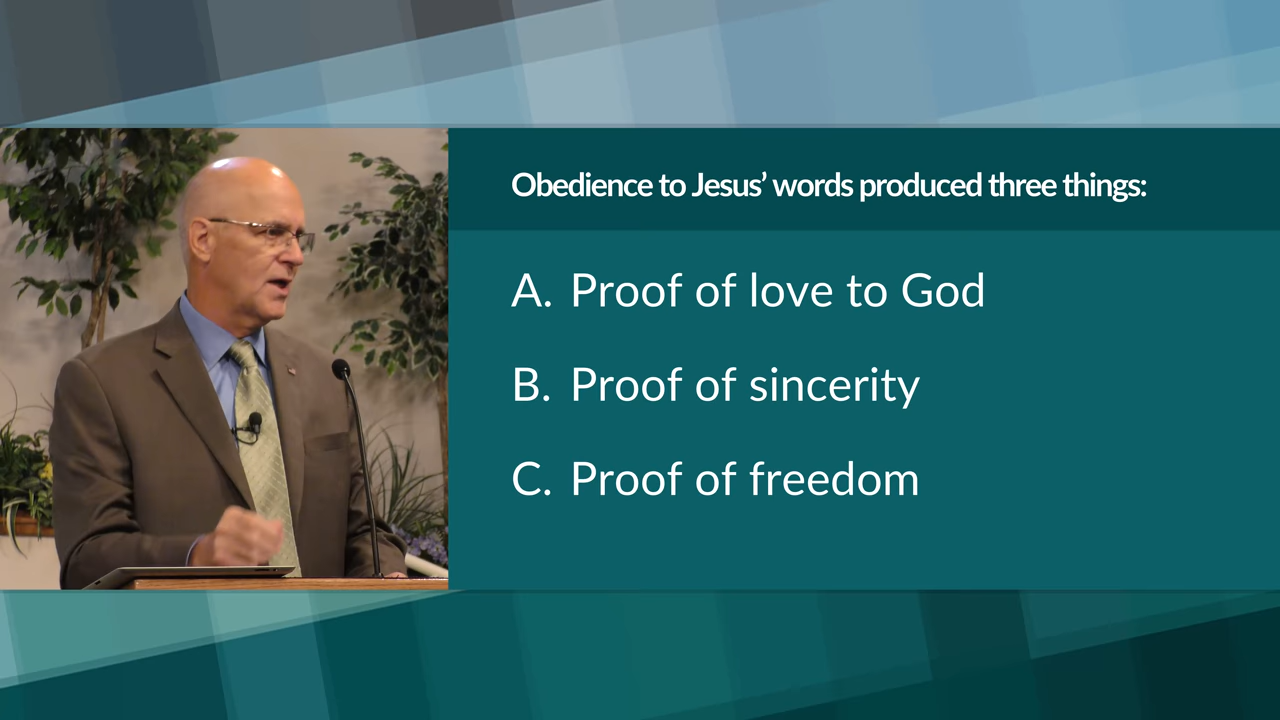 Obedience to Jesus’ words produced three things:
A. Proof of love to God
B. Proof of sincerity
C. Proof of freedom